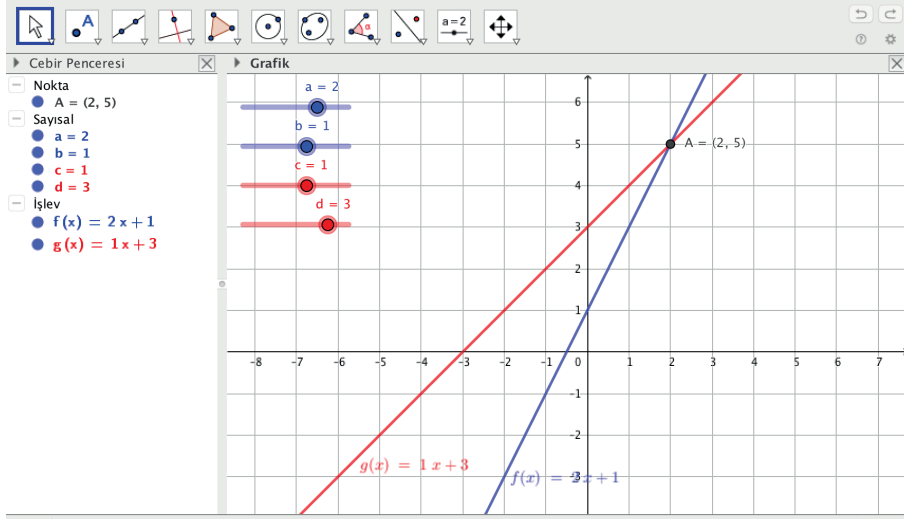 A
α
a=2
Cebir Penceresi
Grafik
Nokta
A = (2, 5)
Sayısal
a = 2
b = 1
c = 1
d = 3
İşlev
f(x) = 2x+1
g(x) = 1x+3
a = 2
b = 1
c = 1
d = 3
6
5
4
3
2
1
-1
-2
-3
-8 -7 -6 -5 -4 -3 -2 -1 0 1 2 3 4 5 6 7
A = (2, 5)
g(x) = 1x+3
f(x) = 2x+1